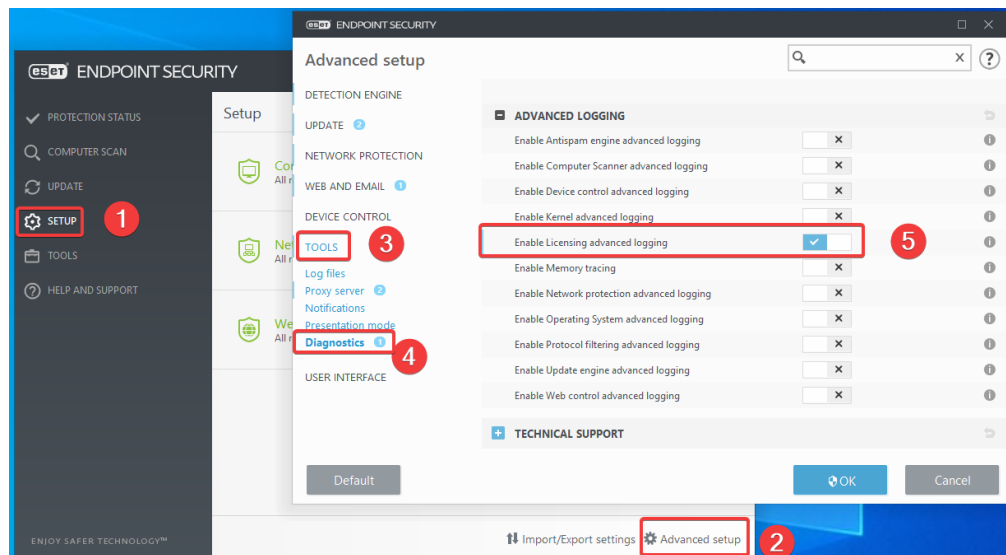 eset ENDPOINT SECURITY
Advanced setup
×
?
eset ENDPOINT SECURITY
PROTECTION STATUS
COMPUTER SCAN
UPDATE
SETUP
1
TOOLS
HELP AND SUPPORT
ENJOY SAFER TECHNOLOGY™
Setup
Co
All r
Net
All r
We
All r
DETECTION ENGINE
UPDATE 2
NETWORK PROTECTION
WEB AND EMAIL 1
DEVICE CONTROL
TOOLS
3
Log files
Proxy server 2
Notifications
Presentation mode
Diagnostics 1
4
USER INTERFACE
ADVANCED LOGGING
Enable Antispam engine advanced logging
Enable Computer Scanner advanced logging
Enable Device control advanced logging
Enable Kernel advanced logging
Enable Licensing advanced logging
5
Enable Memory tracing
Enable Network protection advanced logging
Enable Operating System advanced logging
Enable Protocol filtering advanced logging
Enable Update engine advanced logging
Enable Web control advanced logging
TECHNICAL SUPPORT
Default
OK
Cancel
Import/Export settings
Advanced setup
2